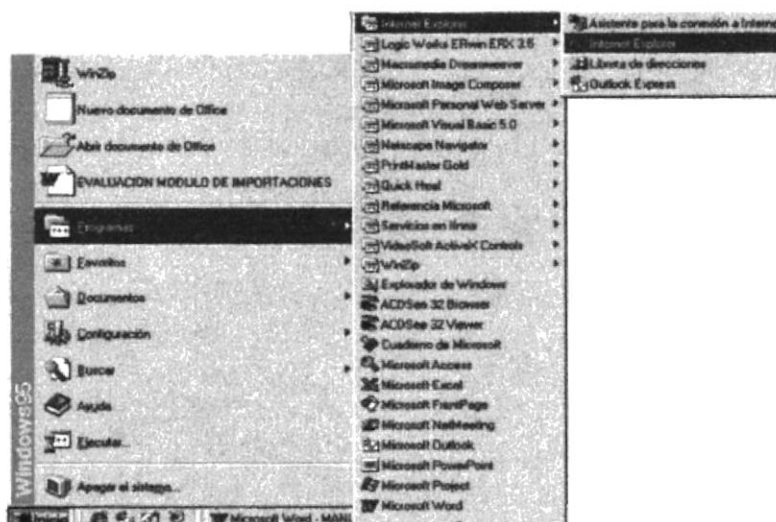 WinZip
Nuevo documento de Office
Abrir documento de Office
EVALUACION MODULO DE IMPORTACIONES
Programas
Favoritos
Documentos
Configuración
Buscar
Ayuda
Ejecutar...
Apagar el sistema...
Windows95
Inicio
Microsoft Word - MANU
Internet Explorer
Logic Works ERwin ERX 3.5
Macromedia Dreamweaver
Microsoft Image Composer
Microsoft Personal Web Server
Microsoft Visual Basic 5.0
Netscape Navigator
PrintMaster Gold
Quick Heal
Referencia Microsoft
Servicios en línea
VideoSoft ActiveX Controls
WinZip
Explorador de Windows
ACDSee 32 Browser
ACDSee 32 Viewer
Cuaderno de Microsoft
Microsoft Access
Microsoft Excel
Microsoft FrontPage
Microsoft NetMeeting
Microsoft Outlook
Microsoft PowerPoint
Microsoft Project
Microsoft Word
Asistente para la conexión a Interne
Internet Explorer
Libreta de direcciones
Outlook Express